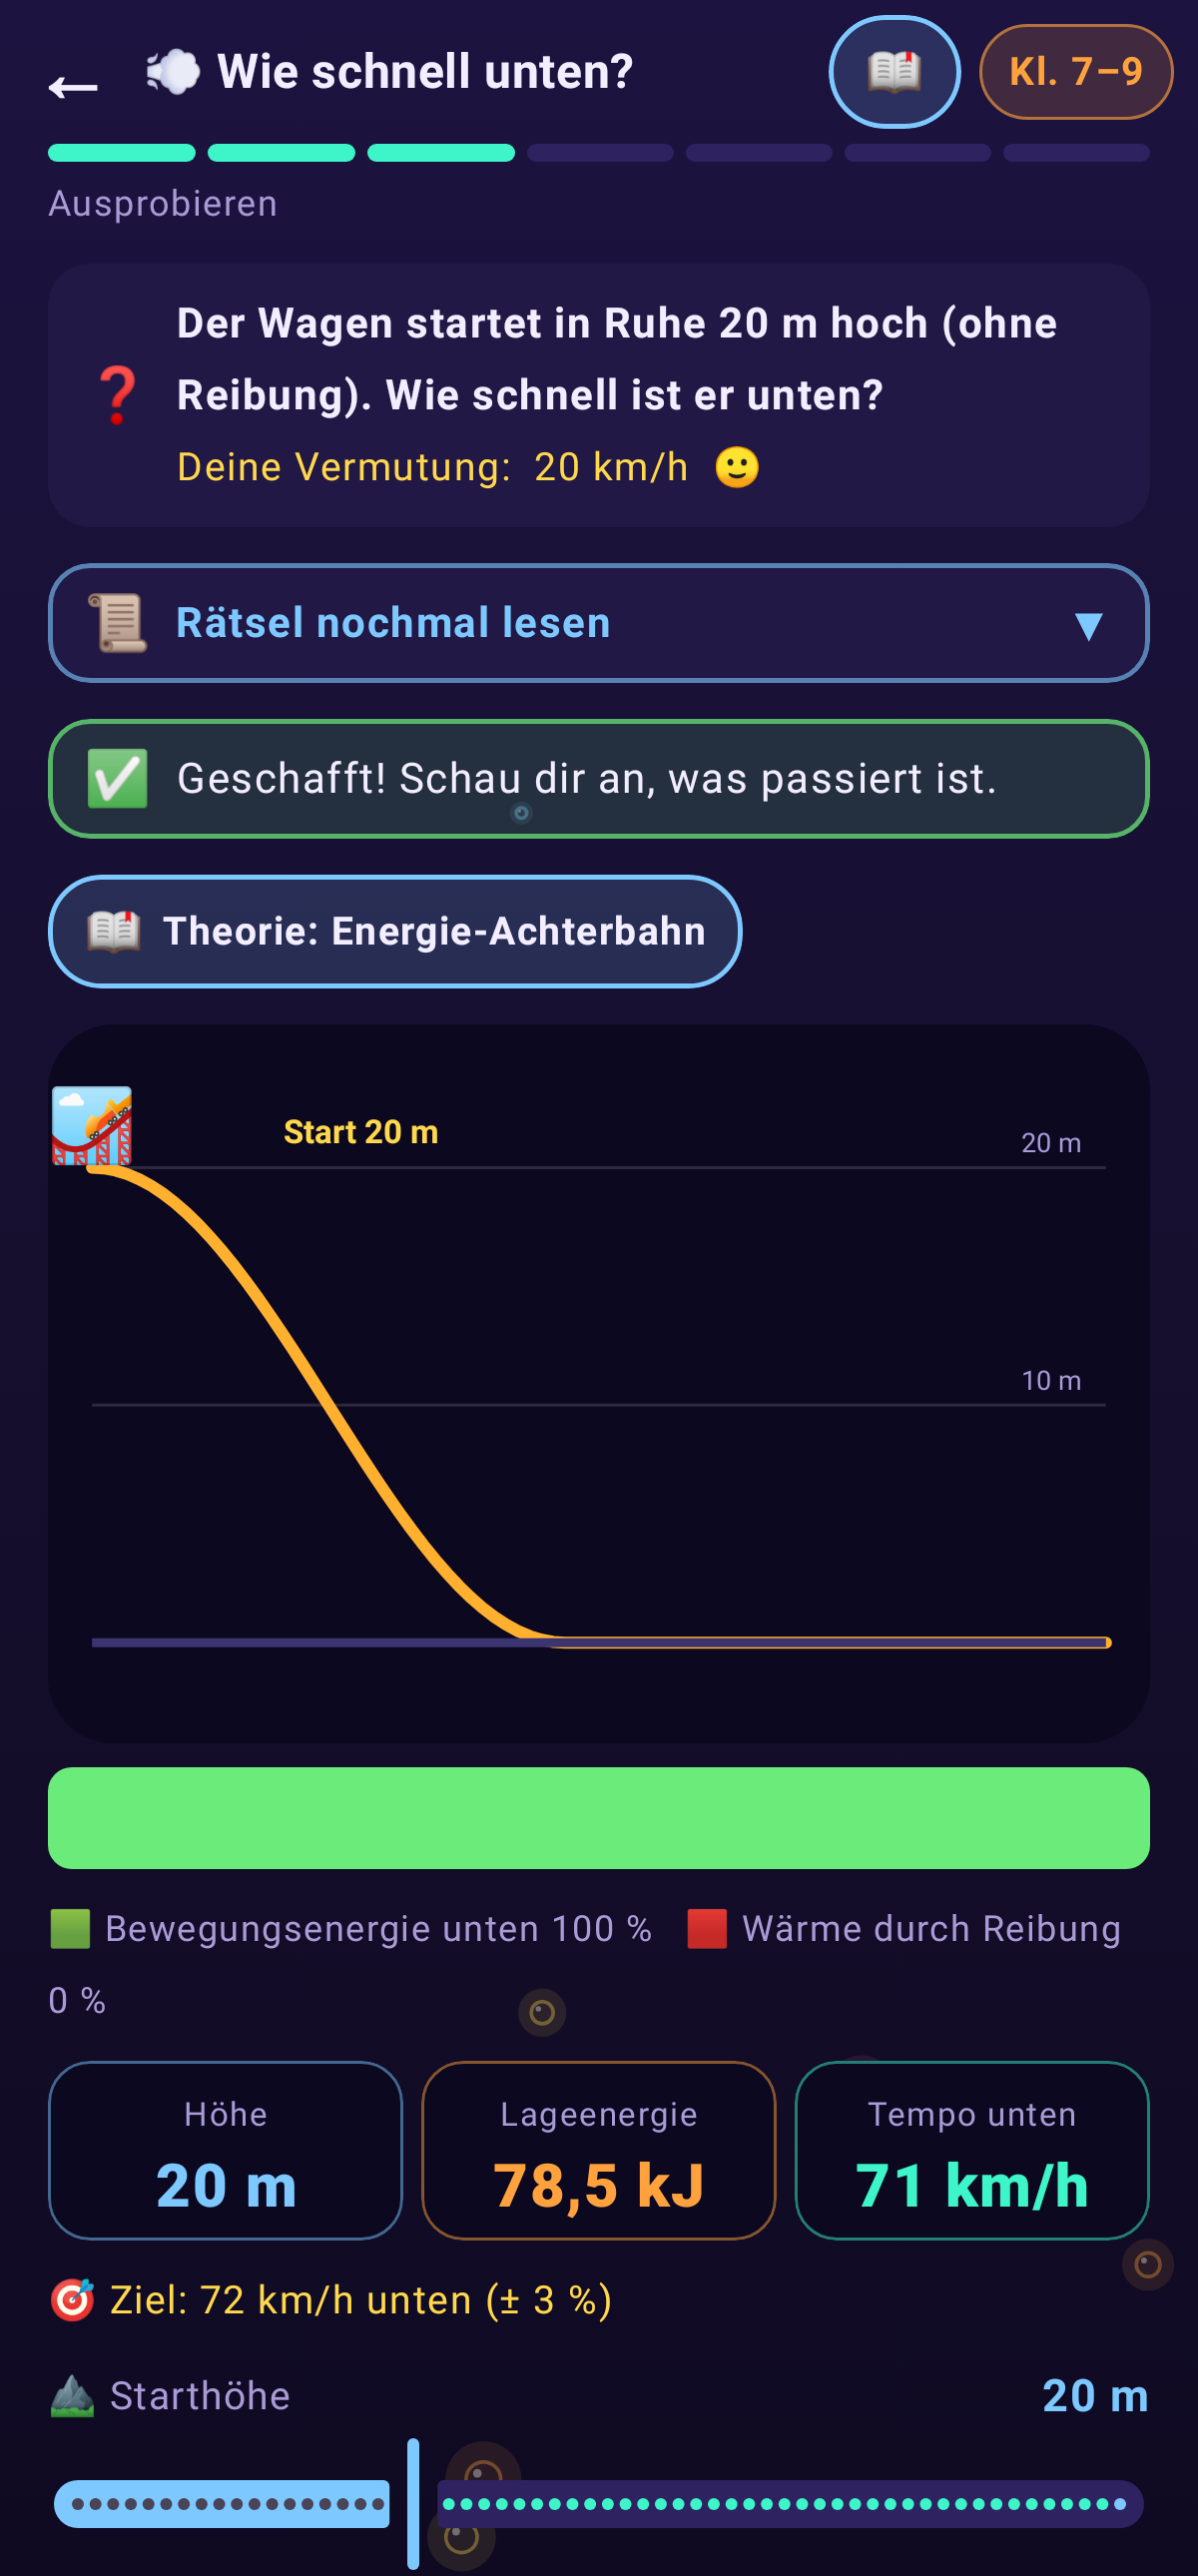 ← 💨 Wie schnell unten? 📖 Kl. 7–9
Ausprobieren
Der Wagen startet in Ruhe 20 m hoch (ohne
❓ Reibung). Wie schnell ist er unten?
Deine Vermutung: 20 km/h 🙂
📜 Rätsel nochmal lesen ▼
✅ Geschafft! Schau dir an, was passiert ist.
📖 Theorie: Energie-Achterbahn
Start 20 m
20 m
10 m
🟩 Bewegungsenergie unten 100 % 🟥 Wärme durch Reibung
0 %
Höhe
20 m
Lageenergie
78,5 kJ
Tempo unten
71 km/h
🎯 Ziel: 72 km/h unten (± 3 %)
⛰️ Starthöhe 20 m